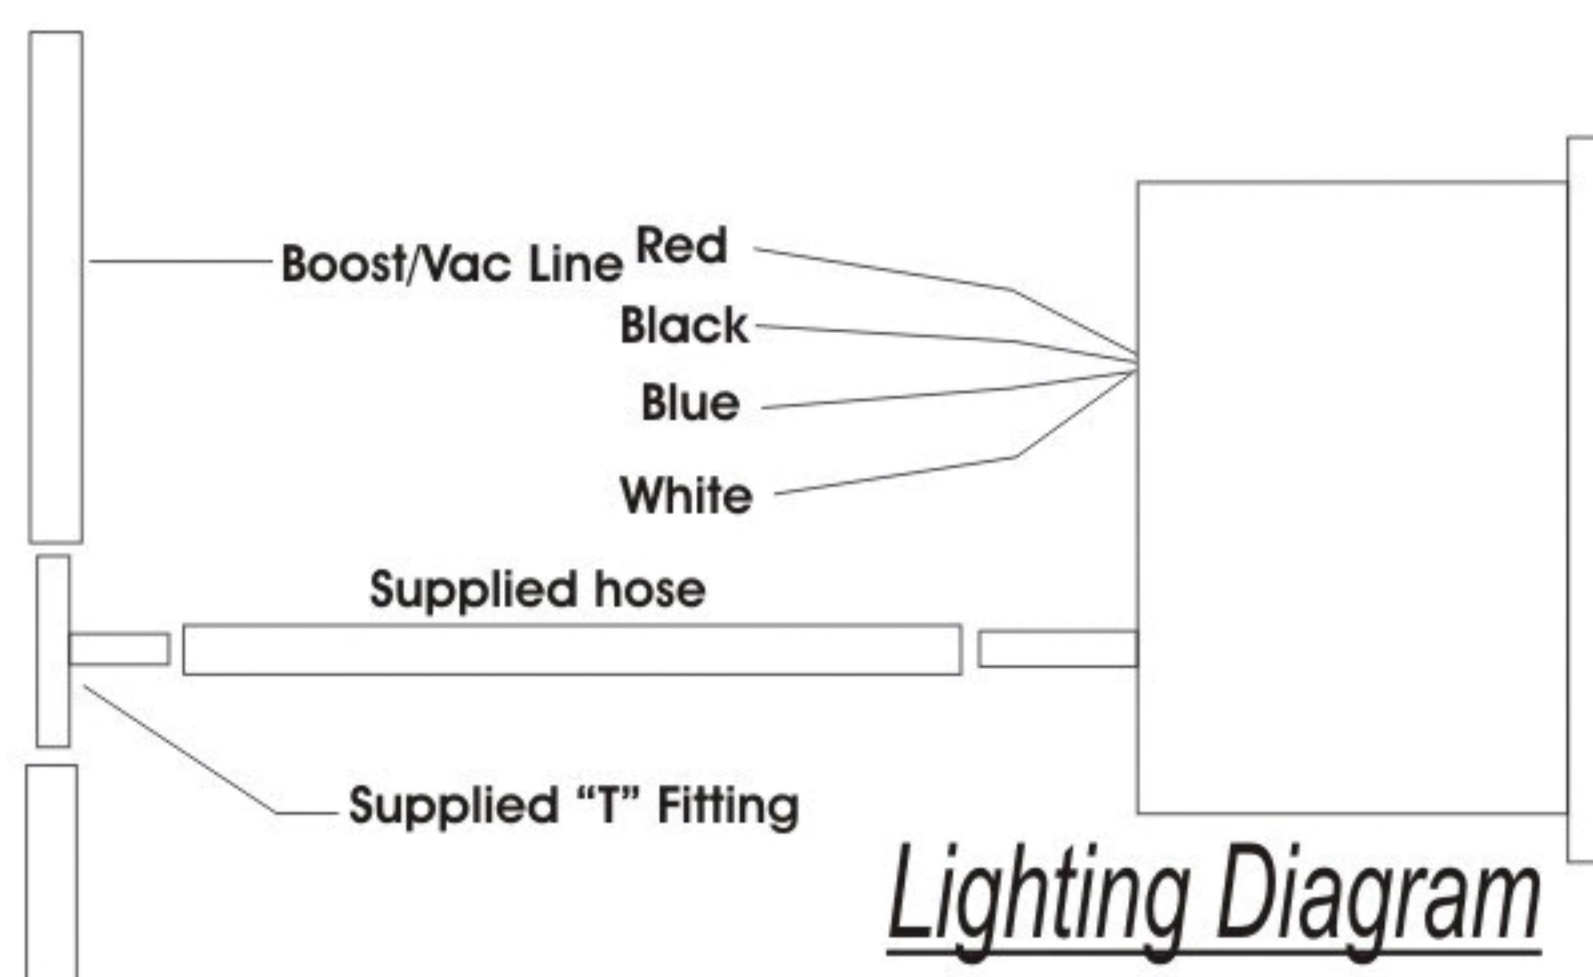 Boost/Vac Line
Red
Black
Blue
White
Supplied hose
Supplied “T” Fitting
Lighting Diagram